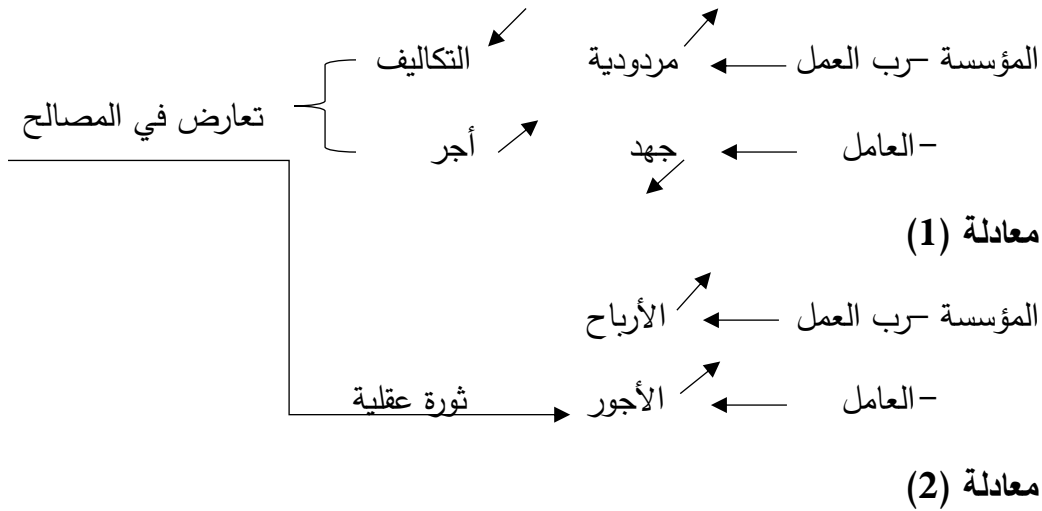 المؤسسة –رب العمل مردودية التكاليف
تعارض في المصالح
–العامل جهد أجر
معادلة (1)
المؤسسة –رب العمل الأرباح
–العامل الأجور ثورة عقلية
معادلة (2)